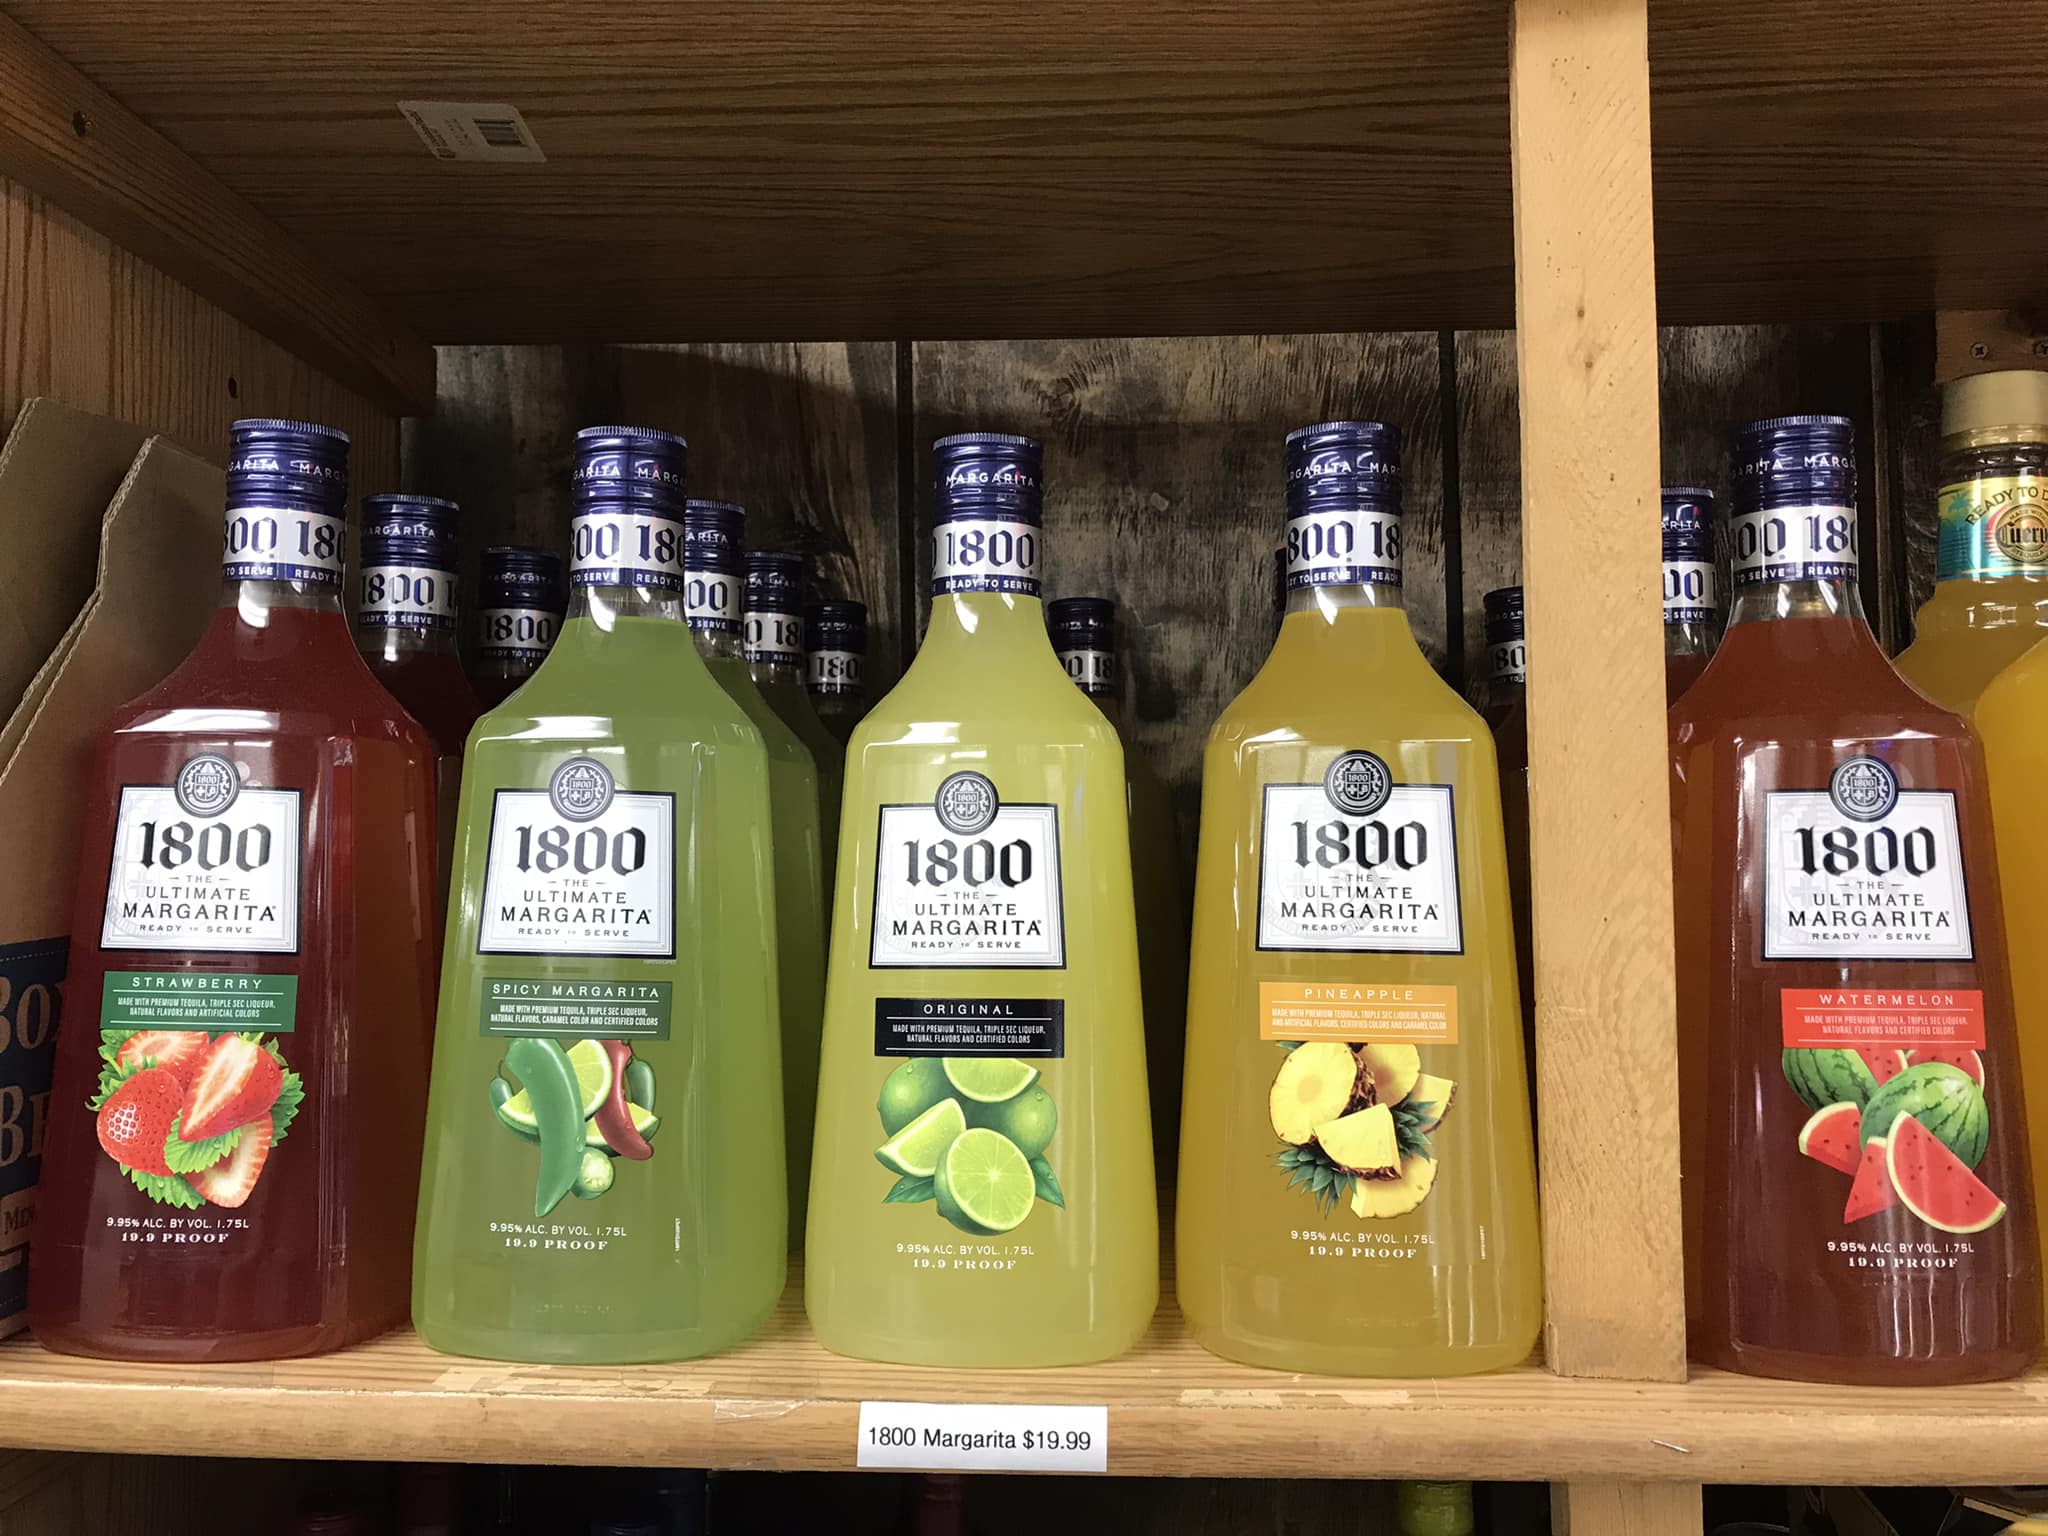 MARGARITA
1800
READY TO SERVE
1800
THE
ULTIMATE
MARGARITA
READY TO SERVE
STRAWBERRY
MADE WITH PREMIUM TEQUILA, TRIPLE SEC LIQUEUR,
NATURAL FLAVORS AND ARTIFICIAL COLORS
9.95% ALC. BY VOL. 1.75L
19.9 PROOF
1800
THE
ULTIMATE
MARGARITA®
READY TO SERVE
SPICY MARGARITA
MADE WITH PREMIUM TEQUILA, TRIPLE SEC LIQUEUR,
NATURAL FLAVORS, CARAMEL COLOR AND CERTIFIED COLORS
9.95% ALC. BY VOL. 1.75L
19.9 PROOF
1800
THE
ULTIMATE
MARGARITA®
READY TO SERVE
ORIGINAL
MADE WITH PREMIUM TEQUILA, TRIPLE SEC LIQUEUR,
NATURAL FLAVORS AND CERTIFIED COLORS
9.95% ALC. BY VOL. 1.75L
19.9 PROOF
1800
THE
ULTIMATE
MARGARITA®
READY TO SERVE
PINEAPPLE
MADE WITH PREMIUM TEQUILA, TRIPLE SEC LIQUEUR, NATURAL
AND ARTIFICIAL FLAVORS, CERTIFIED COLORS AND CARAMEL COLOR
9.95% ALC. BY VOL. 1.75L
19.9 PROOF
1800
THE
ULTIMATE
MARGARITA®
READY TO SERVE
WATERMELON
MADE WITH PREMIUM TEQUILA, TRIPLE SEC LIQUEUR,
NATURAL FLAVORS AND CERTIFIED COLORS
9.95% ALC. BY VOL. 1.75L
19.9 PROOF
READY TO D
1800 Margarita $19.99